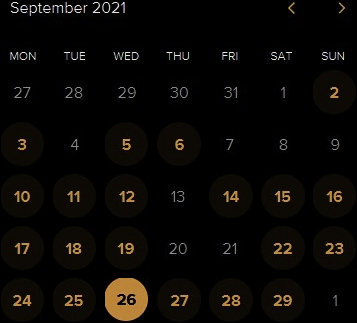 September 2021
MON TUE WED THU FRI SAT SUN
27 28 29 30 31 1 2
3 4 5 6 7 8 9
10 11 12 13 14 15 16
17 18 19 20 21 22 23
24 25 26 27 28 29 1